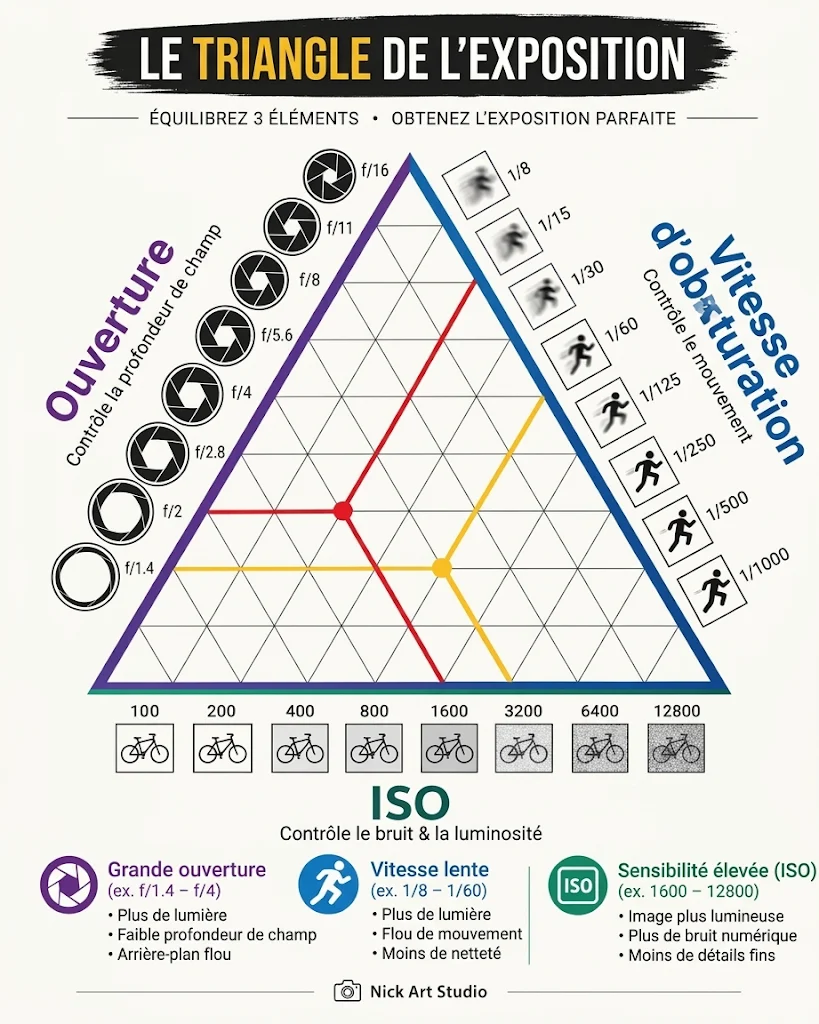 LE TRIANGLE DE L'EXPOSITION
ÉQUILIBREZ 3 ÉLÉMENTS • OBTENEZ L'EXPOSITION PARFAITE
Ouverture
Contrôle la profondeur de champ
f/16
f/11
f/8
f/5.6
f/4
f/2.8
f/2
f/1.4
1/8
1/15
1/30
1/60
1/125
1/250
1/500
1/1000
Vitesse
d'obturation
Contrôle le mouvement
100 200 400 800 1600 3200 6400 12800
ISO
Contrôle le bruit & la luminosité
Grande ouverture
(ex. f/1.4 – f/4)
• Plus de lumière
• Faible profondeur de champ
• Arrière-plan flou
Vitesse lente
(ex. 1/8 – 1/60)
• Plus de lumière
• Flou de mouvement
• Moins de netteté
ISO
Sensibilité élevée (ISO)
(ex. 1600 – 12800)
• Image plus lumineuse
• Plus de bruit numérique
• Moins de détails fins
Nick Art Studio